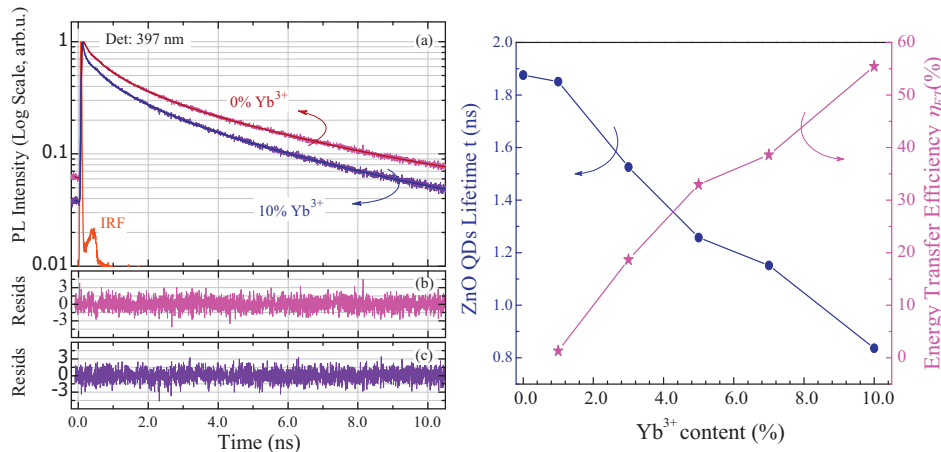 Det: 397 nm
(a)
0% Yb³⁺
10% Yb³⁺
IRF
PL Intensity (Log Scale, arb.u.)
1
0.1
0.01
(b)
Resids
3
0
-3
(c)
Resids
3
0
-3
0.0 2.0 4.0 6.0 8.0 10.0
Time (ns)
ZnO QDs Lifetime t (ns)
2.0
1.8
1.6
1.4
1.2
1.0
0.8
0.0 2.0 4.0 6.0 8.0 10.0
Yb³⁺ content (%)
60
50
40
30
20
10
0
Energy Transfer Efficiency ηET(%)